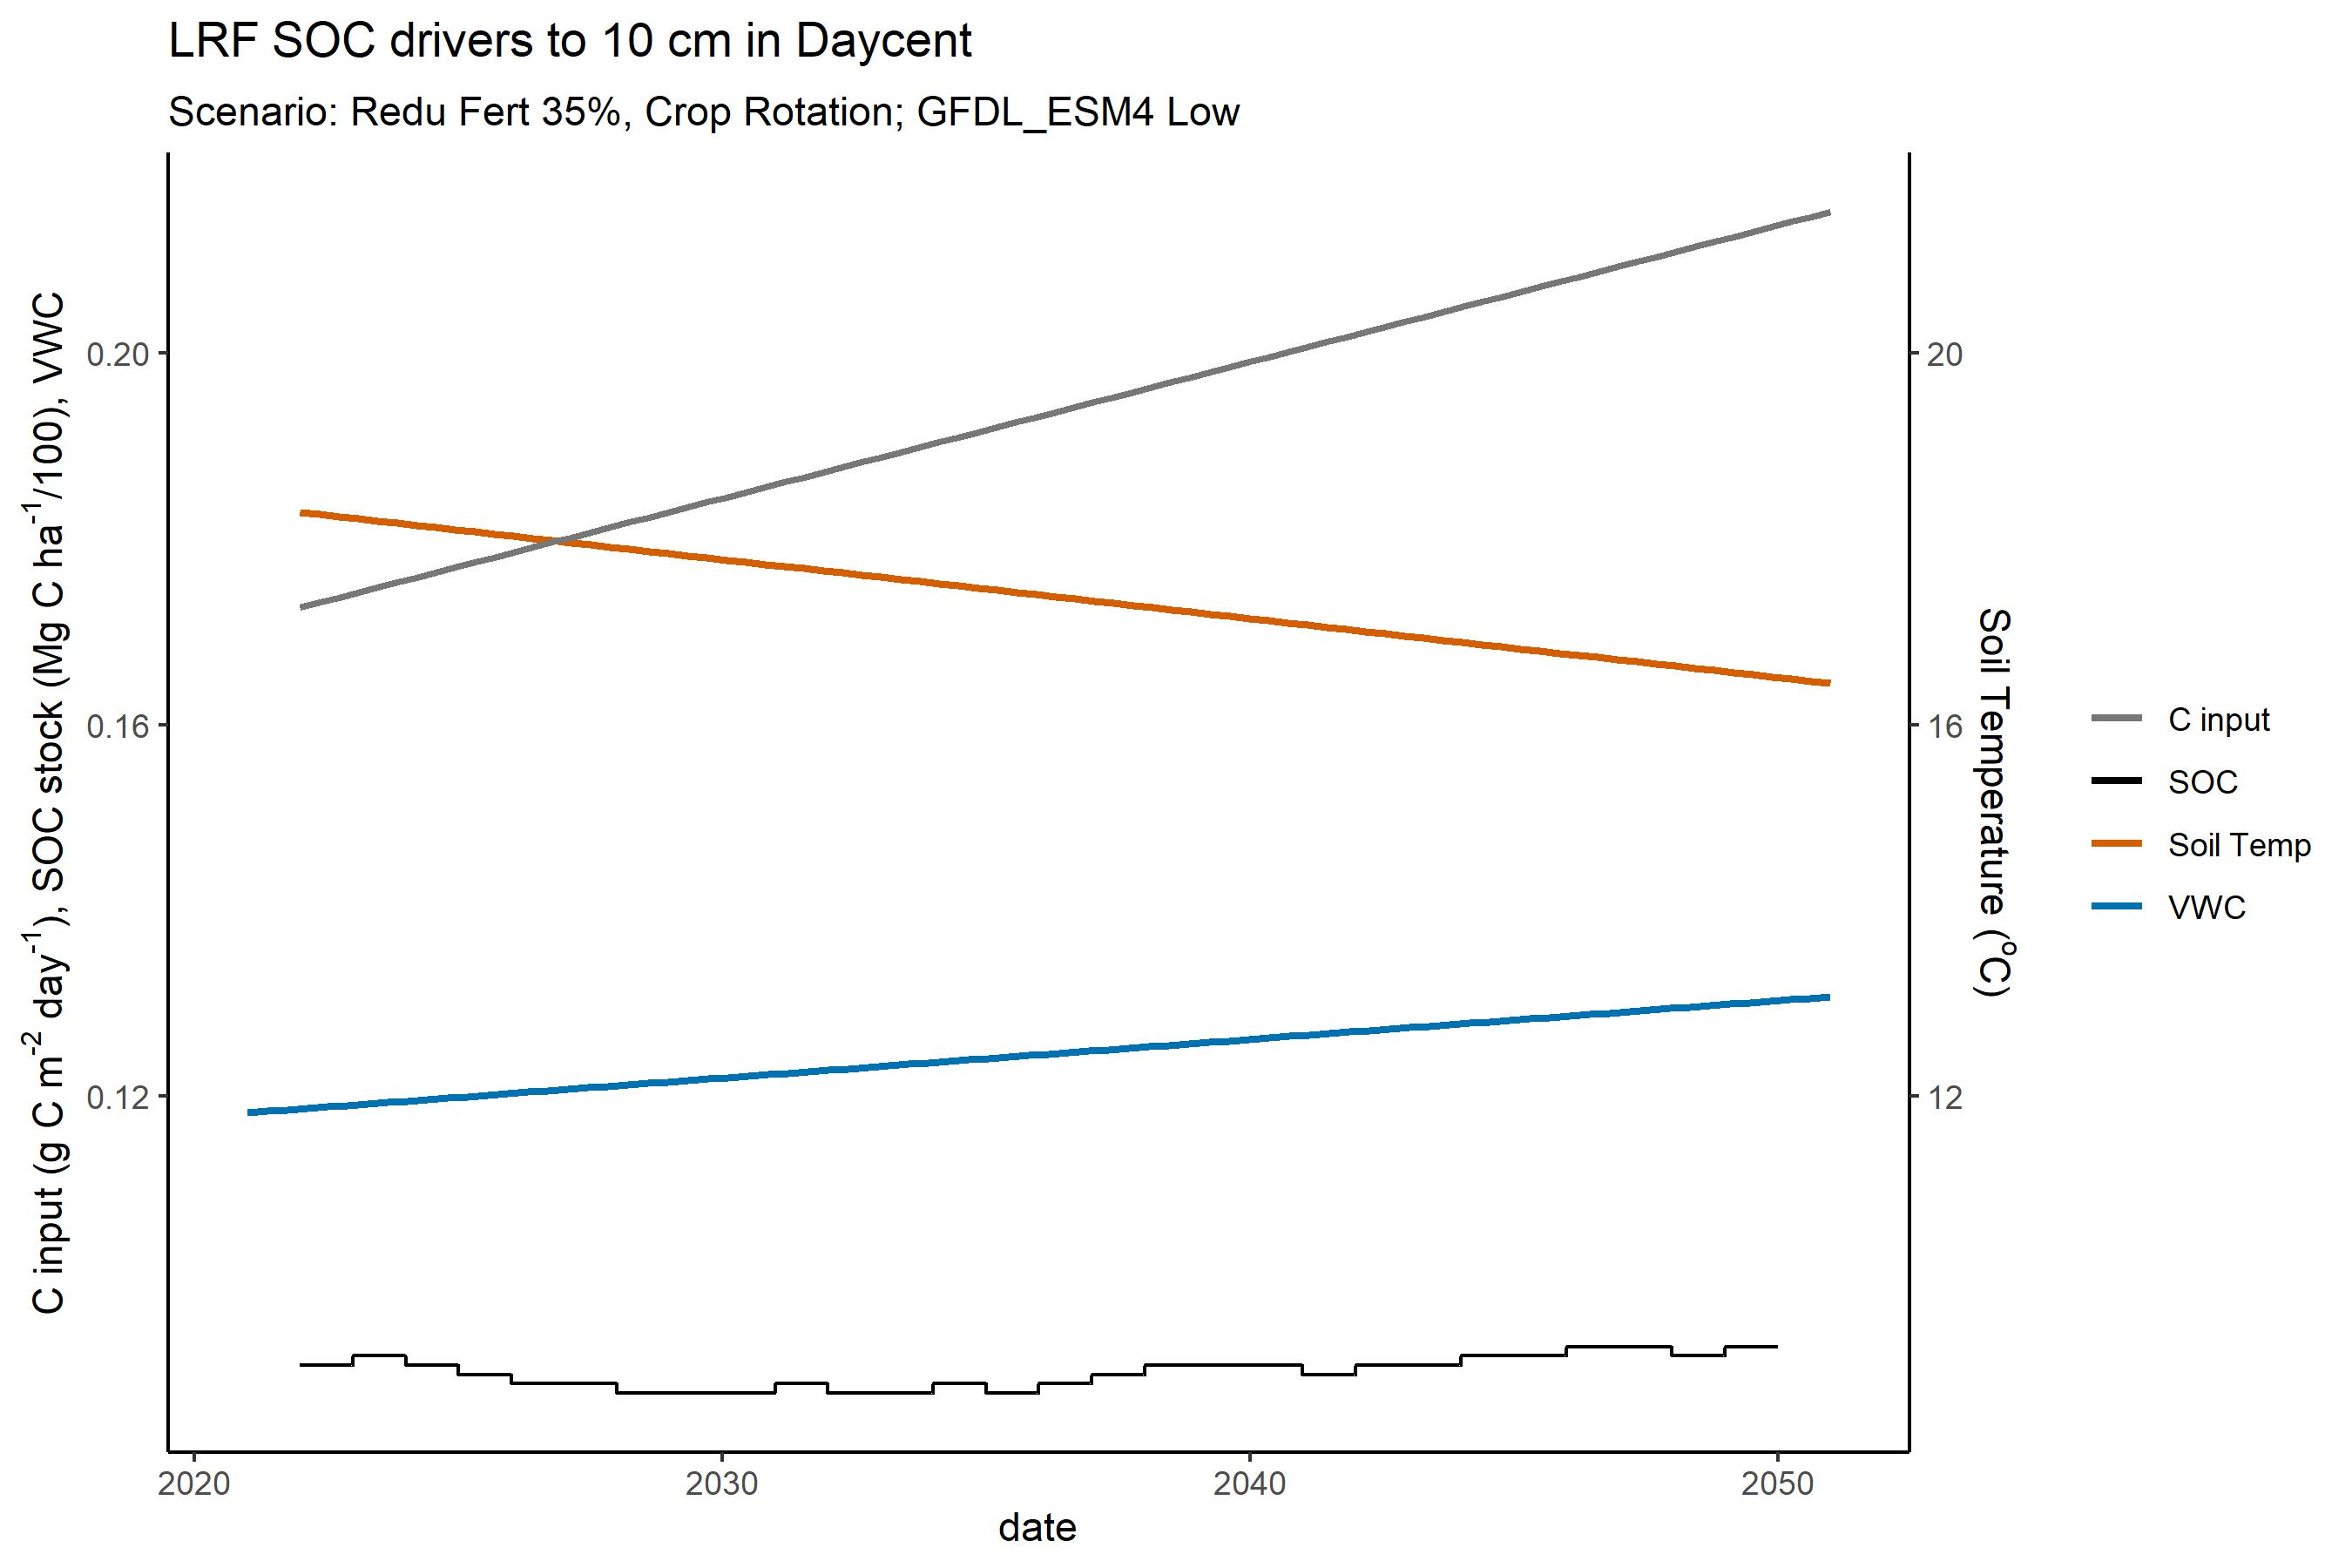 LRF SOC drivers to 10 cm in Daycent
Scenario: Redu Fert 35%, Crop Rotation; GFDL_ESM4 Low
C input (g C m⁻² day⁻¹), SOC stock (Mg C ha⁻¹/100), VWC
0.20
0.16
0.12
20
16
12
Soil Temperature (°C)
C input
SOC
Soil Temp
VWC
2020
2030
2040
2050
date